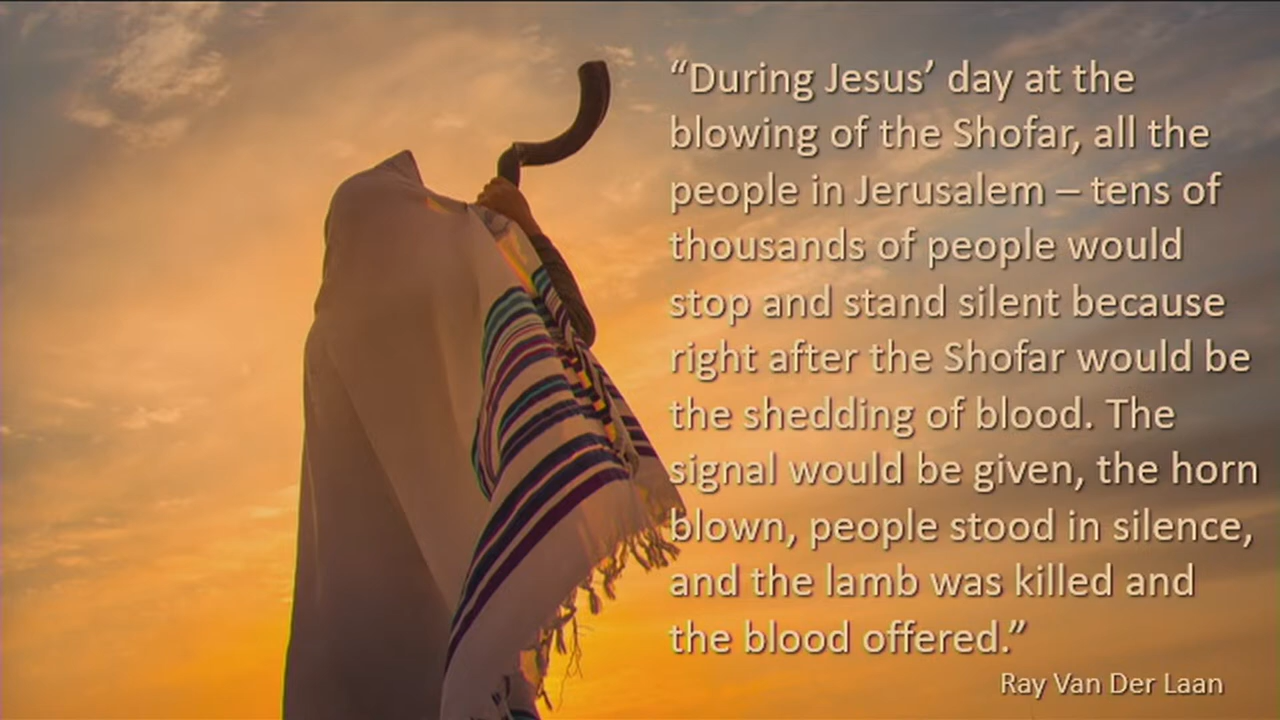 “During Jesus’ day at the
blowing of the Shofar, all the
people in Jerusalem – tens of
thousands of people would
stop and stand silent because
right after the Shofar would be
the shedding of blood. The
signal would be given, the horn
blown, people stood in silence,
and the lamb was killed and
the blood offered.”
Ray Van Der Laan